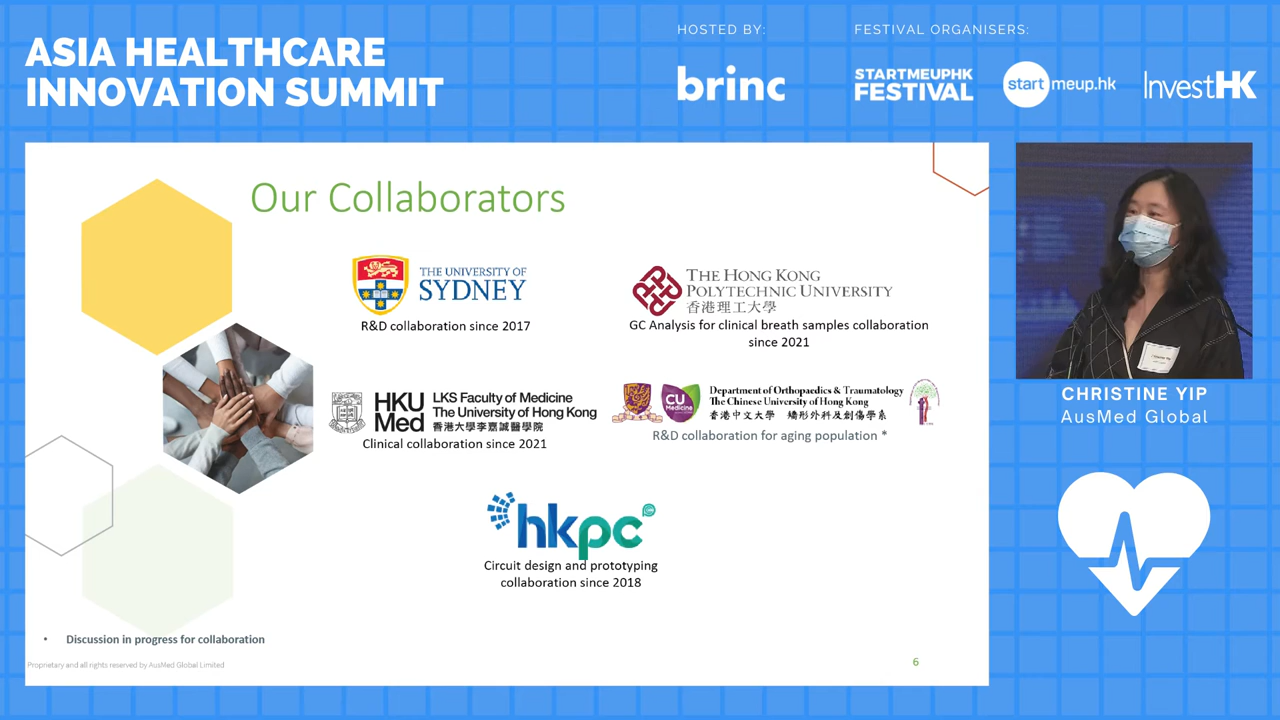 ASIA HEALTHCARE
INNOVATION SUMMIT
HOSTED BY:
brinc
FESTIVAL ORGANISERS:
STARTMEUPHK
FESTIVAL
startmeup.hk
InvestHK
Our Collaborators
THE UNIVERSITY OF
SYDNEY
R&D collaboration since 2017
THE HONG KONG
POLYTECHNIC UNIVERSITY
香港理工大學
GC Analysis for clinical breath samples collaboration
since 2021
HKU
Med
LKS Faculty of Medicine
The University of Hong Kong
香港大學李嘉誠醫學院
Clinical collaboration since 2021
CU
Medicine
Department of Orthopaedics & Traumatology
The Chinese University of Hong Kong
香港中文大學 矯形外科及創傷學系
R&D collaboration for aging population *
hkpc
Circuit design and prototyping
collaboration since 2018
• Discussion in progress for collaboration
Proprietary and all rights reserved by AusMed Global Limited
6
CHRISTINE YIP
AusMed Global